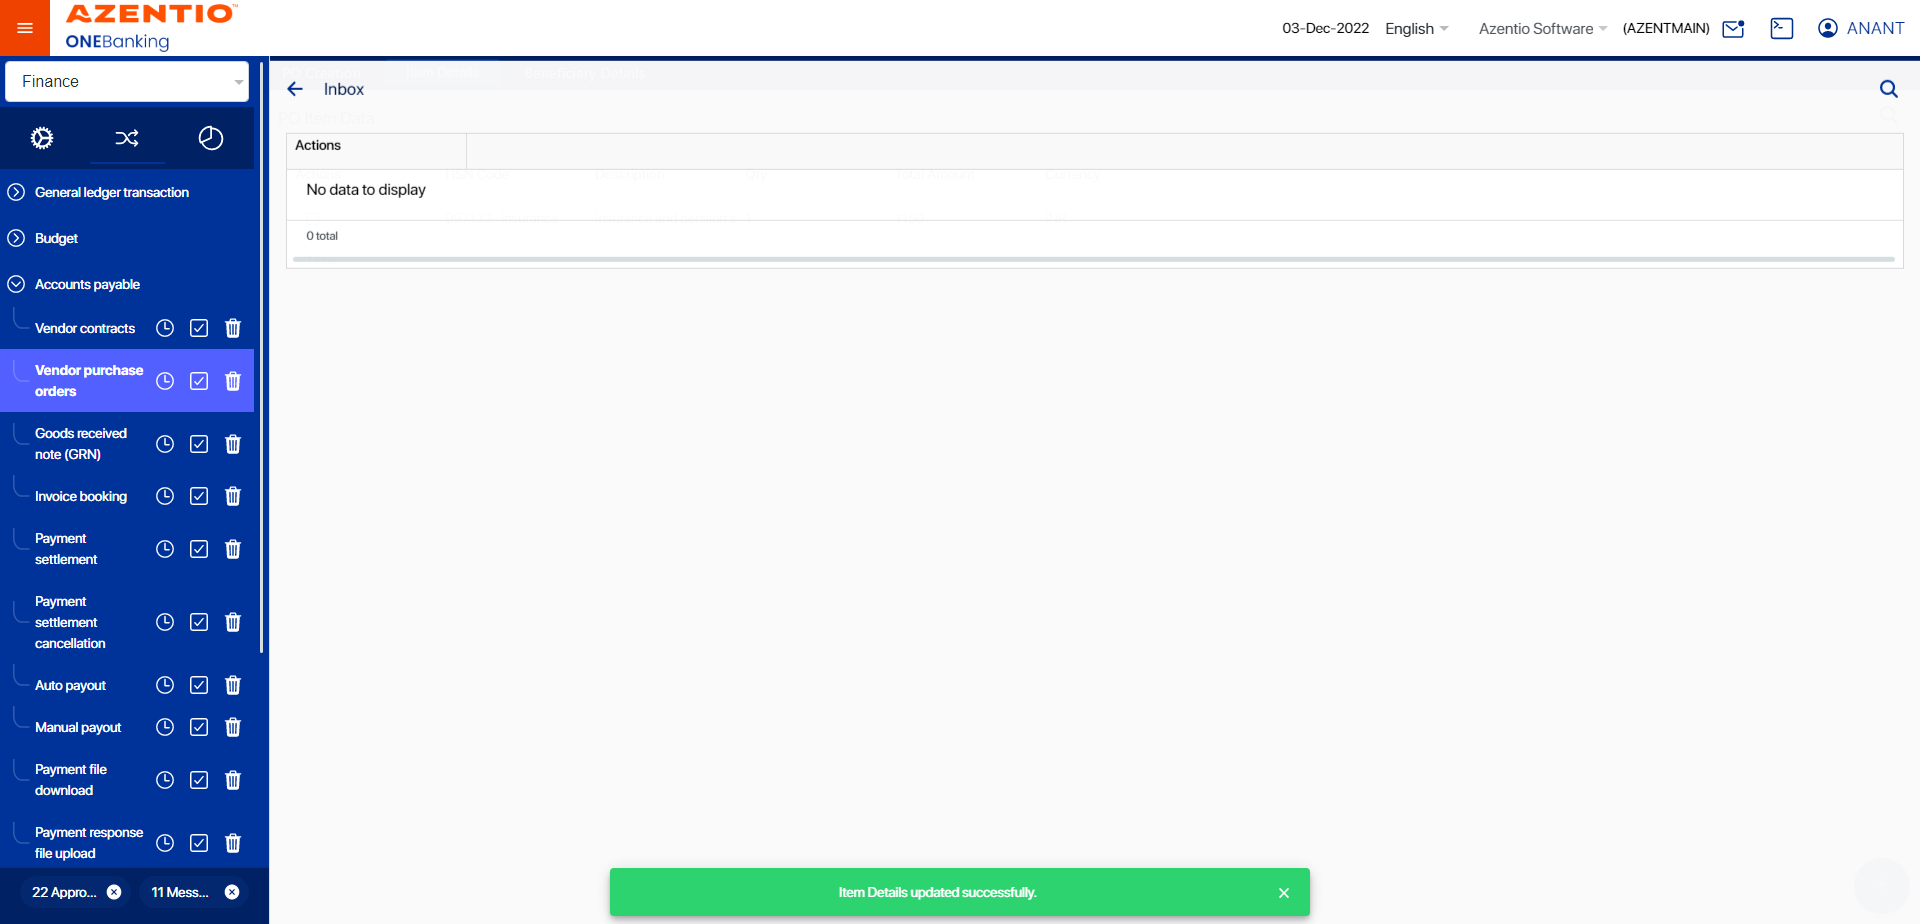 AZENTIO
ONEBanking
03-Dec-2022
English
Azentio Software
(AZENTMAIN)
ANANT
Finance
Inbox
Actions
No data to display
0 total
General ledger transaction
Budget
Accounts payable
Vendor contracts
Vendor purchase
orders
Goods received
note (GRN)
Invoice booking
Payment
settlement
Payment
settlement
cancellation
Auto payout
Manual payout
Payment file
download
Payment response
file upload
22 Appro...
11 Mess...
Item Details updated successfully.